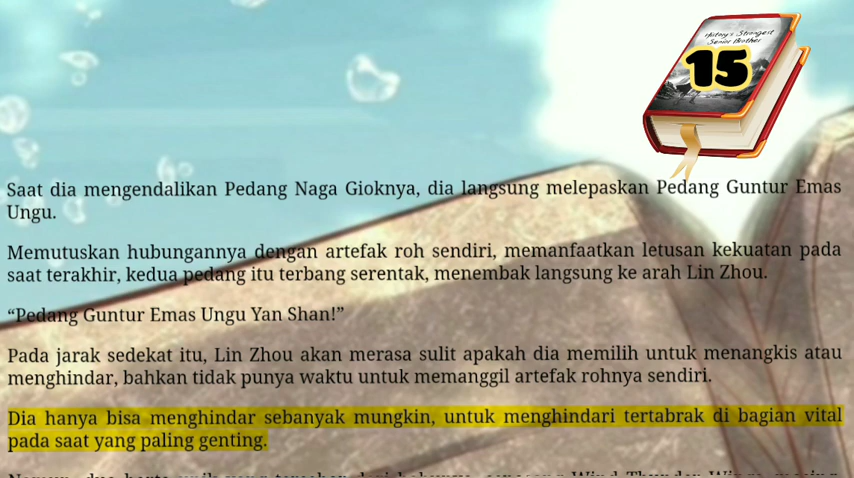 History's Strongest
Senior Brother
15
Saat dia mengendalikan Pedang Naga Gioknya, dia langsung melepaskan Pedang Guntur Emas
Ungu.
Memutuskan hubungannya dengan artefak roh sendiri, memanfaatkan letusan kekuatan pada
saat terakhir, kedua pedang itu terbang serentak, menembak langsung ke arah Lin Zhou.
“Pedang Guntur Emas Ungu Yan Shan!”
Pada jarak sedekat itu, Lin Zhou akan merasa sulit apakah dia memilih untuk menangkis atau
menghindar, bahkan tidak punya waktu untuk memanggil artefak rohnya sendiri.
Dia hanya bisa menghindar sebanyak mungkin, untuk menghindari tertabrak di bagian vital
pada saat yang paling genting.